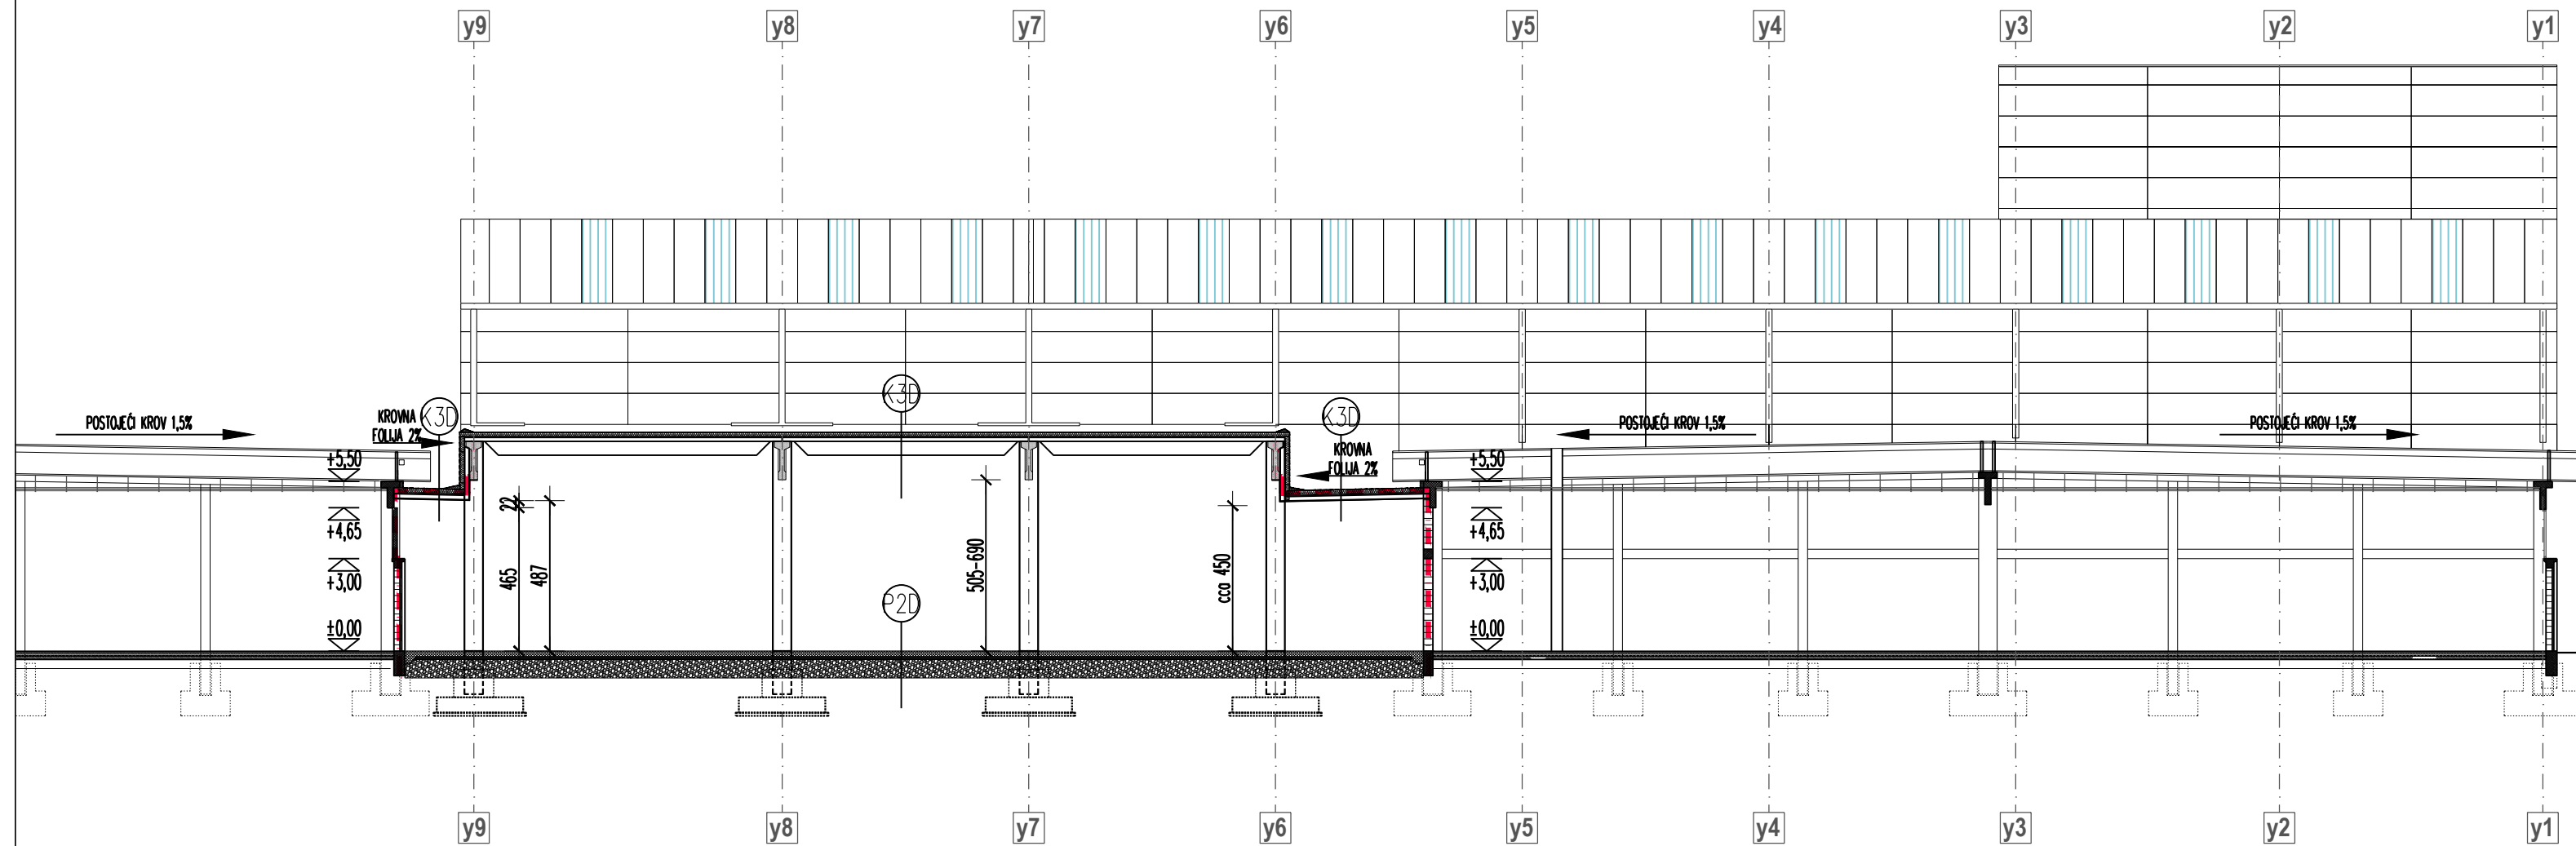 y9 y8 y7 y6 y5 y4 y3 y2 y1
K3D
POSTOJEĆI KROV 1,5%
KROVNA
FOLIJA 2%
K3D
K3D
KROVNA
FOLIJA 2%
POSTOJEĆI KROV 1,5%
POSTOJEĆI KROV 1,5%
+5,50
+4,65
+3,00
±0,00
22
465
487
P2D
505-690
cca 450
+5,50
+4,65
+3,00
±0,00
y9 y8 y7 y6 y5 y4 y3 y2 y1